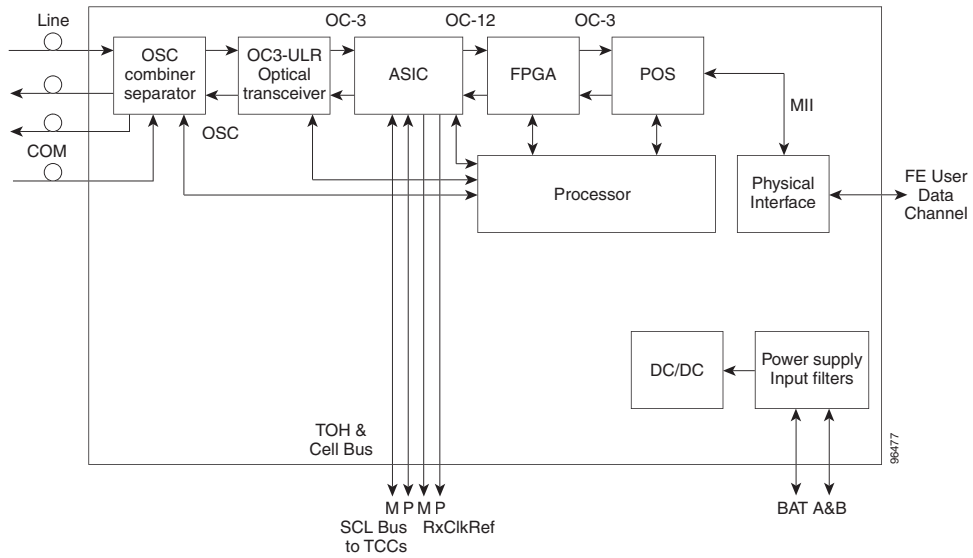 Line
OC-3
OC-12
OC-3
OSC
combiner
separator
OC3-ULR
Optical
transceiver
ASIC
FPGA
POS
MII
OSC
COM
Processor
Physical
Interface
FE User
Data
Channel
DC/DC
Power supply
Input filters
TOH &
Cell Bus
96477
M P M P
BAT A&B
SCL Bus RxClkRef
to TCCs